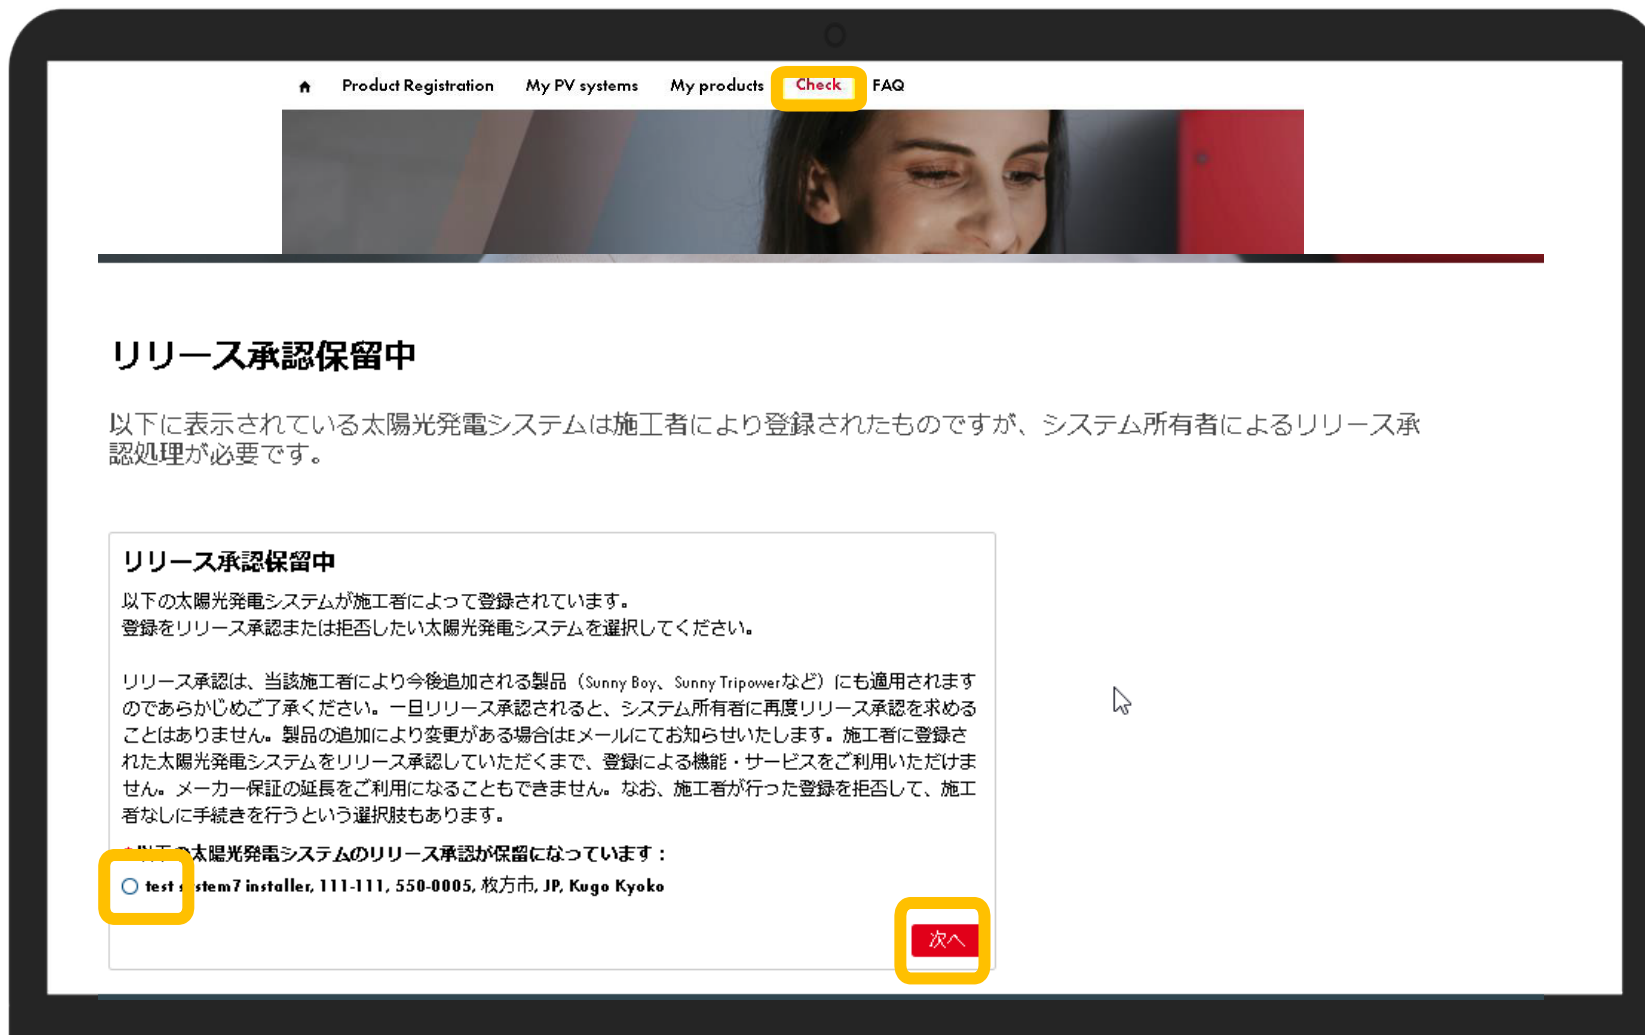 Product Registration My PV systems My products Check FAQ
リリース承認保留中
以下に表示されている太陽光発電システムは施工者により登録されたものですが、システム所有者によるリリース承
認処理が必要です。
リリース承認保留中
以下の太陽光発電システムが施工者によって登録されています。
登録をリリース承認または拒否したい太陽光発電システムを選択してください。
リリース承認は、当該施工者により今後追加される製品（Sunny Boy、Sunny Tripowerなど）にも適用されます
のであらかじめご了承ください。一旦リリース承認されると、システム所有者に再度リリース承認を求める
ことはありません。製品の追加により変更がある場合はEメールにてお知らせいたします。施工者に登録さ
れた太陽光発電システムをリリース承認していただくまで、登録による機能・サービスをご利用いただけま
せん。メーカー保証の延長をご利用になることもできません。なお、施工者が行った登録を拒否して、施工
者なしに手続きを行うという選択肢もあります。
以下の太陽光発電システムのリリース承認が保留になっています：
test system7 installer, 111-111, 550-0005, 枚方市, JP, Kugo Kyoko
次へ